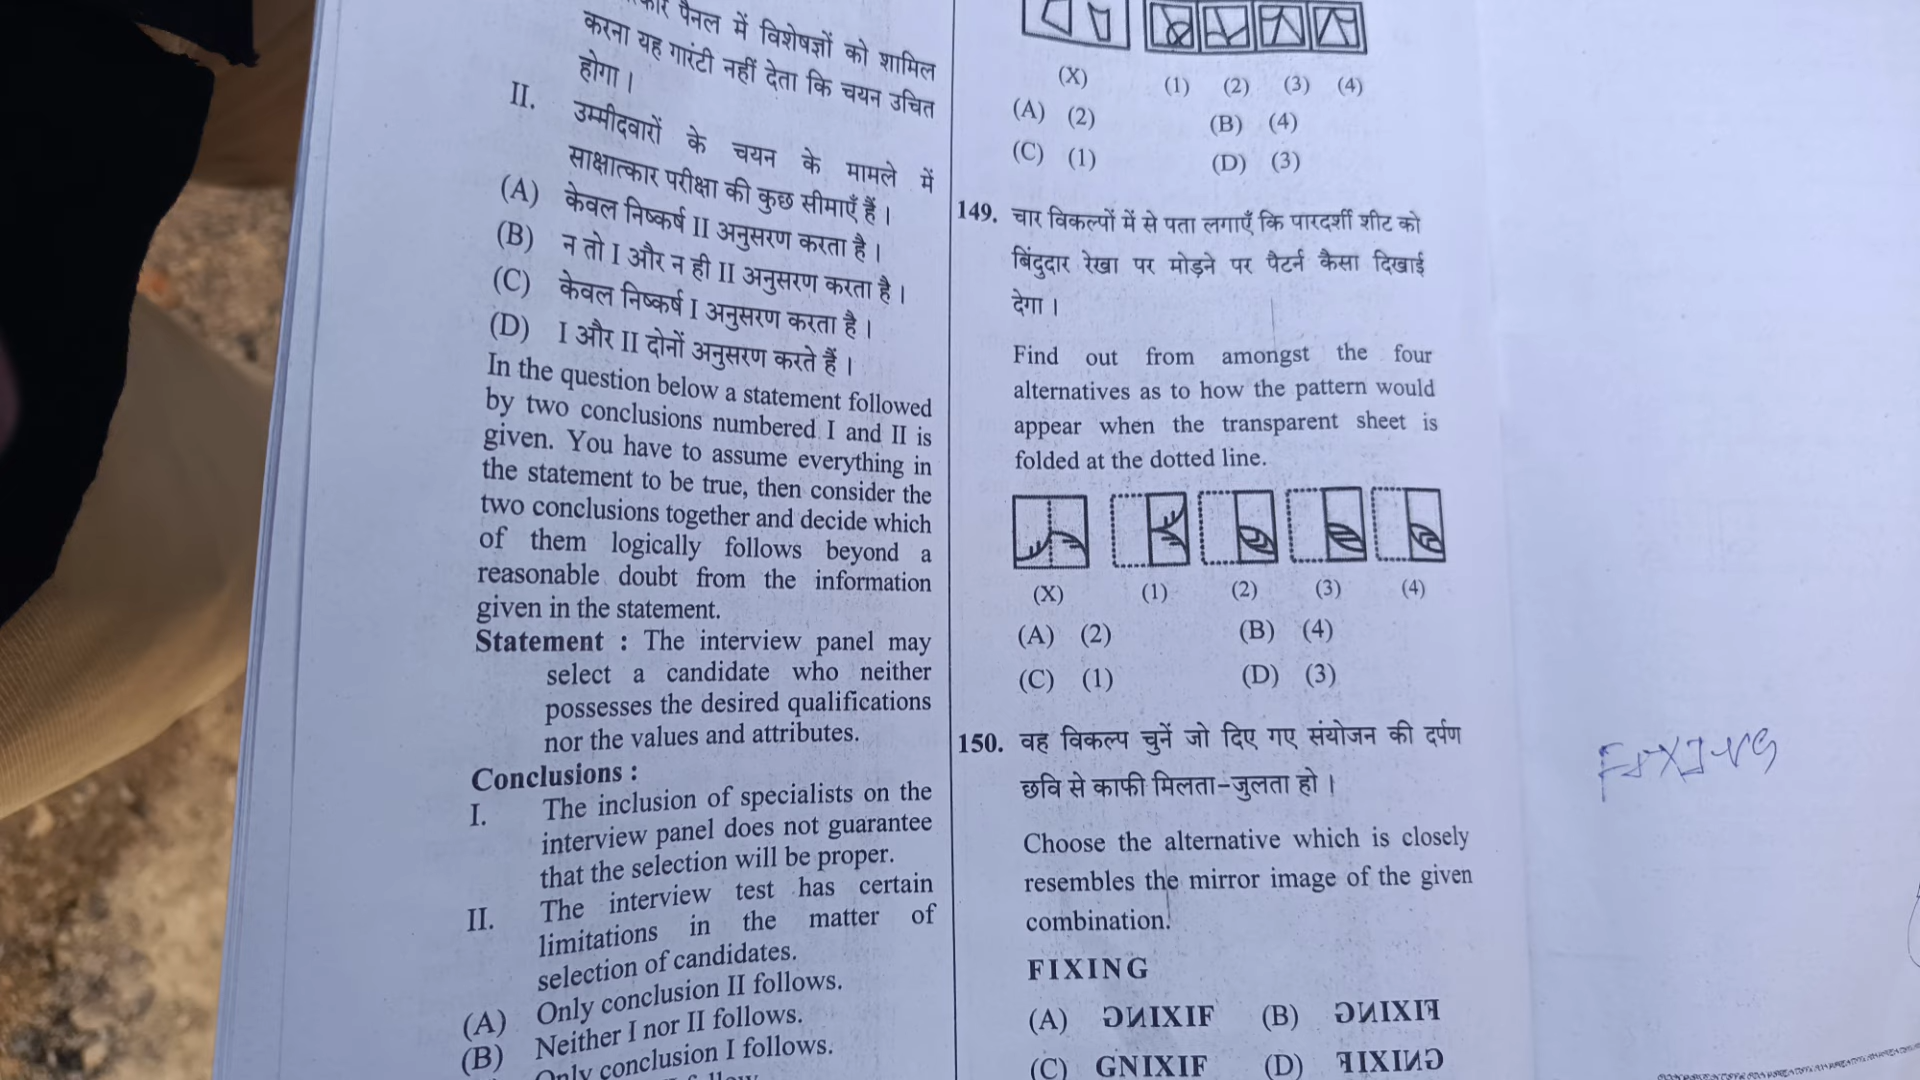 पैनल में विशेषज्ञों को शामिल
करना यह गारंटी नहीं देता कि चयन उचित
होगा ।
II. उम्मीदवारों के चयन के मामले में
साक्षात्कार परीक्षा की कुछ सीमाएँ हैं ।
(A) केवल निष्कर्ष II अनुसरण करता है ।
(B) न तो I और न ही II अनुसरण करता है ।
(C) केवल निष्कर्ष I अनुसरण करता है ।
(D) I और II दोनों अनुसरण करते हैं ।
In the question below a statement followed
by two conclusions numbered I and II is
given. You have to assume everything in
the statement to be true, then consider the
two conclusions together and decide which
of them logically follows beyond a
reasonable doubt from the information
given in the statement.
Statement : The interview panel may
select a candidate who neither
possesses the desired qualifications
nor the values and attributes.
Conclusions :
I. The inclusion of specialists on the
interview panel does not guarantee
that the selection will be proper.
II. The interview test has certain
limitations in the matter of
selection of candidates.
(A) Only conclusion II follows.
(B) Neither I nor II follows.
Only conclusion I follows.
(X) (1) (2) (3) (4)
(A) (2) (B) (4)
(C) (1) (D) (3)
149. चार विकल्पों में से पता लगाएँ कि पारदर्शी शीट को
बिंदुदार रेखा पर मोड़ने पर पैटर्न कैसा दिखाई
देगा ।
Find out from amongst the four
alternatives as to how the pattern would
appear when the transparent sheet is
folded at the dotted line.
(X) (1) (2) (3) (4)
(A) (2) (B) (4)
(C) (1) (D) (3)
150. वह विकल्प चुनें जो दिए गए संयोजन की दर्पण
छवि से काफी मिलता-जुलता हो ।
Choose the alternative which is closely
resembles the mirror image of the given
combination.
FIXING
(A) (B)
(C) GNIXIF (D)